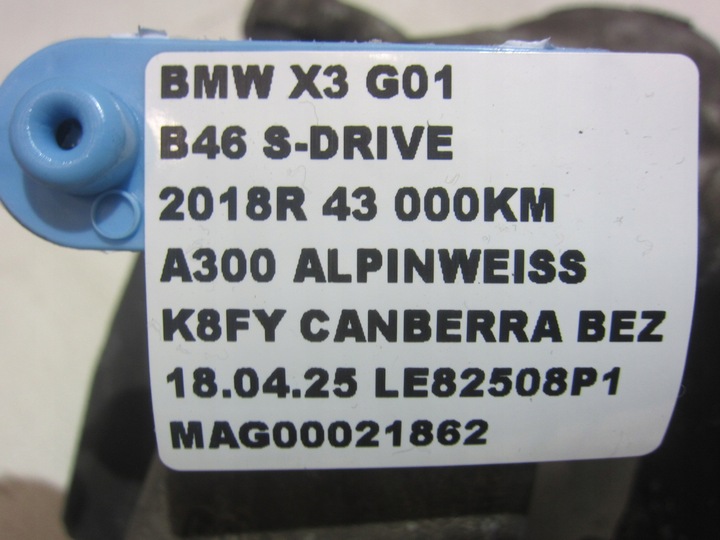 BMW X3 G01
B46 S-DRIVE
2018R 43 000KM
A300 ALPINWEISS
K8FY CANBERRA BEZ
18.04.25 LE82508P1
MAG00021862